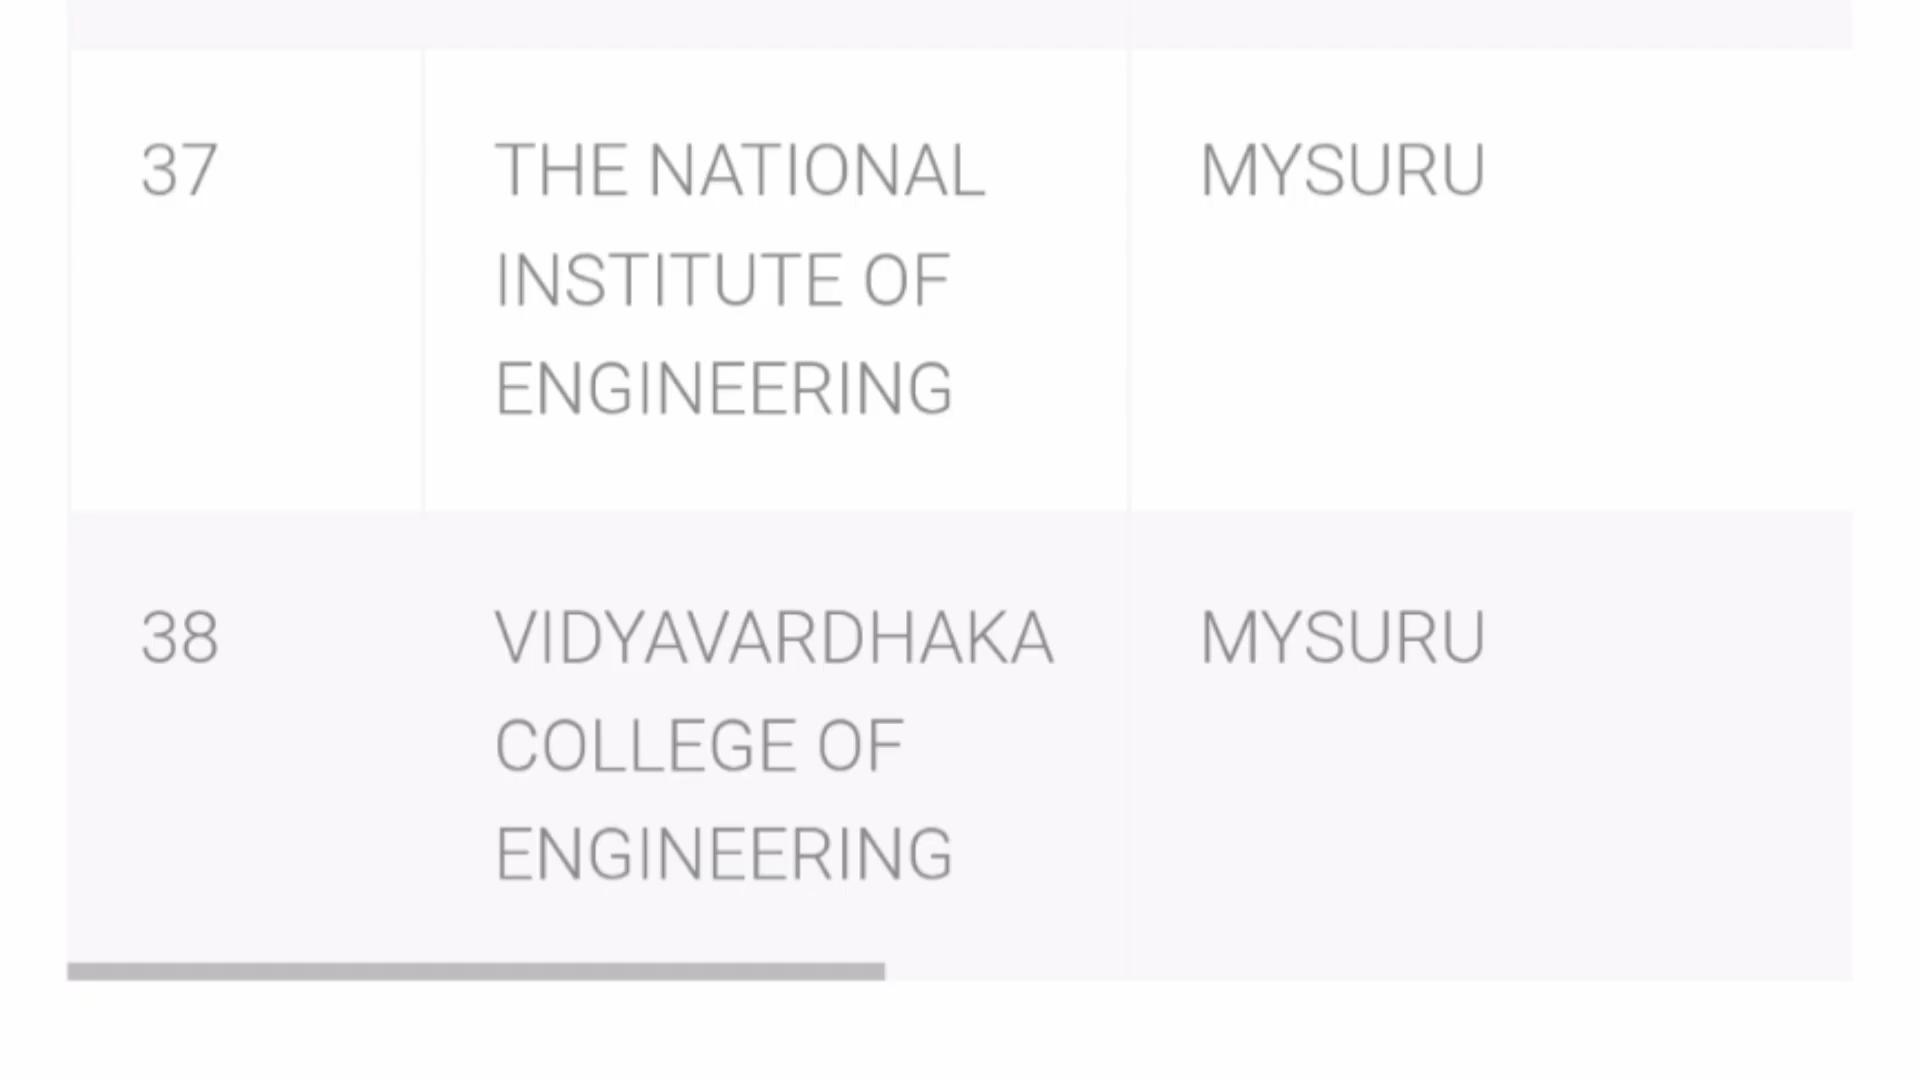 37
THE NATIONAL
INSTITUTE OF
ENGINEERING
MYSURU
38
VIDYAVARDHAKA
COLLEGE OF
ENGINEERING
MYSURU